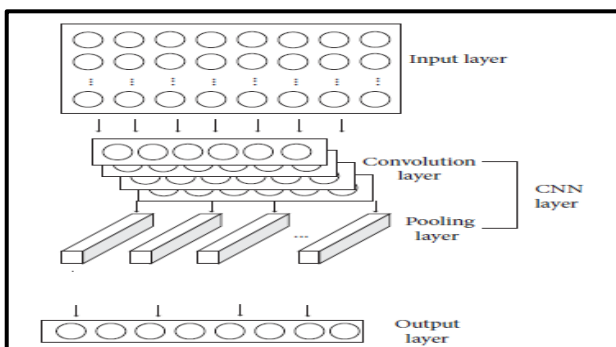 Input layer
Convolution
layer
CNN
layer
Pooling
layer
Output
layer